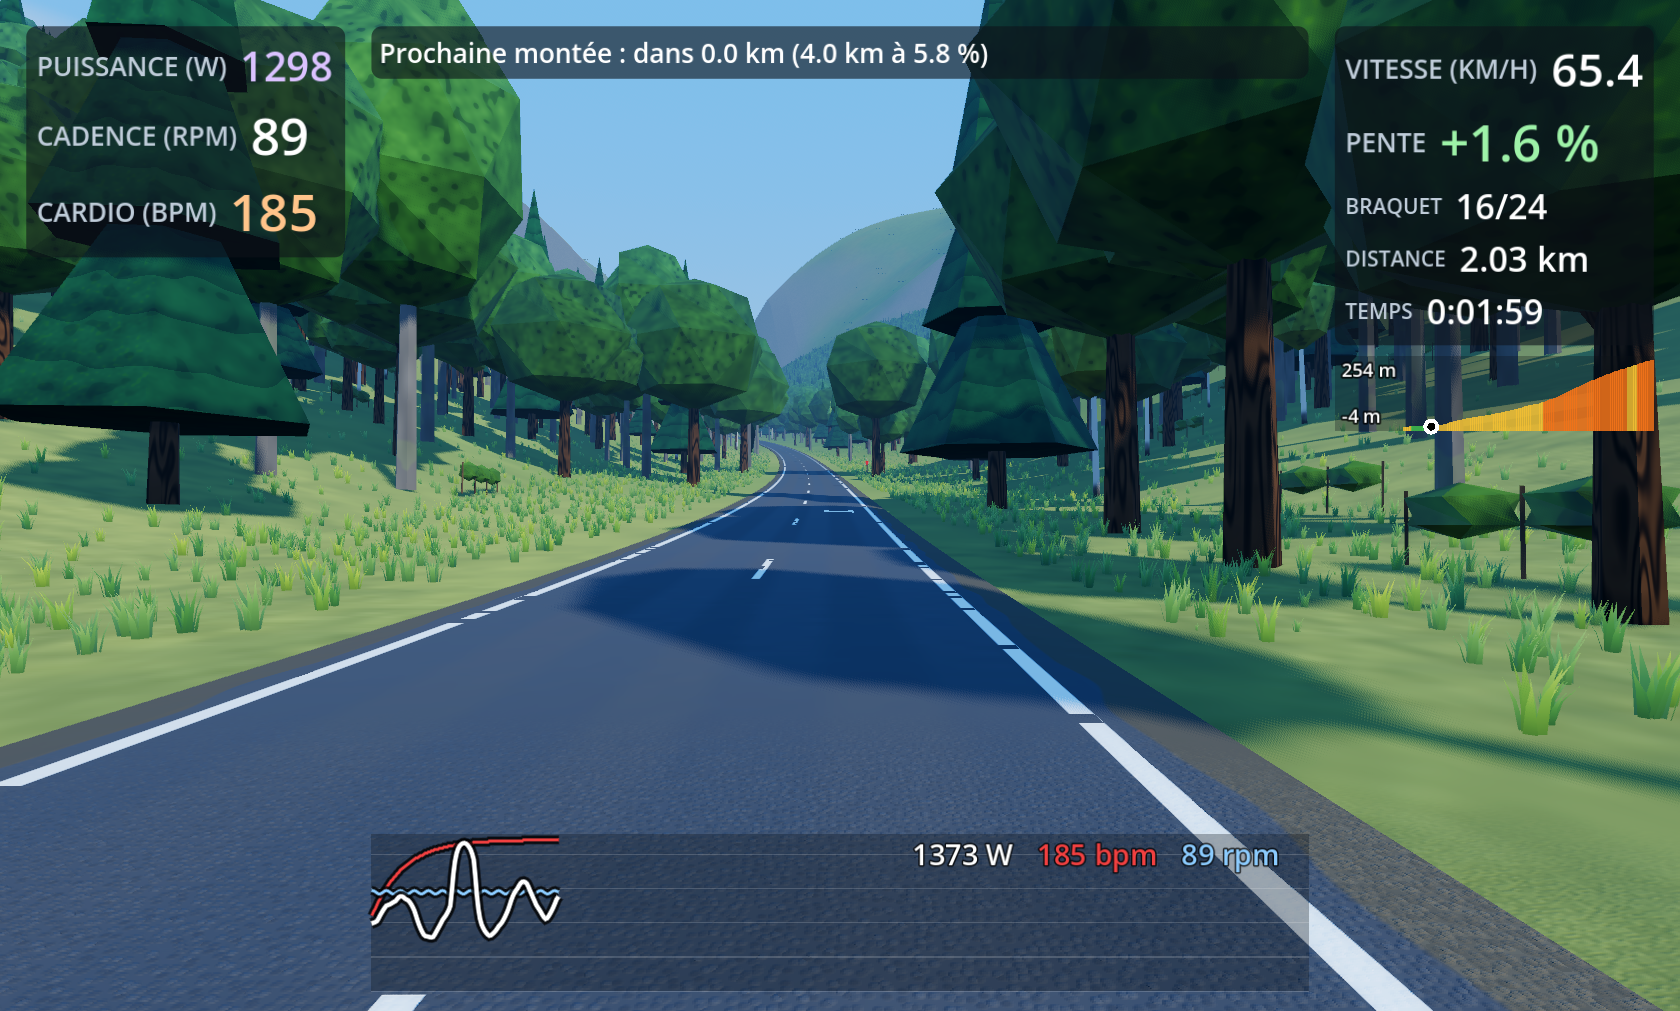 PUISSANCE (W) 1298
CADENCE (RPM) 89
CARDIO (BPM) 185
Prochaine montée : dans 0.0 km (4.0 km à 5.8 %)
VITESSE (KM/H) 65.4
PENTE +1.6 %
BRAQUET 16/24
DISTANCE 2.03 km
TEMPS 0:01:59
254 m
-4 m
1373 W 185 bpm 89 rpm